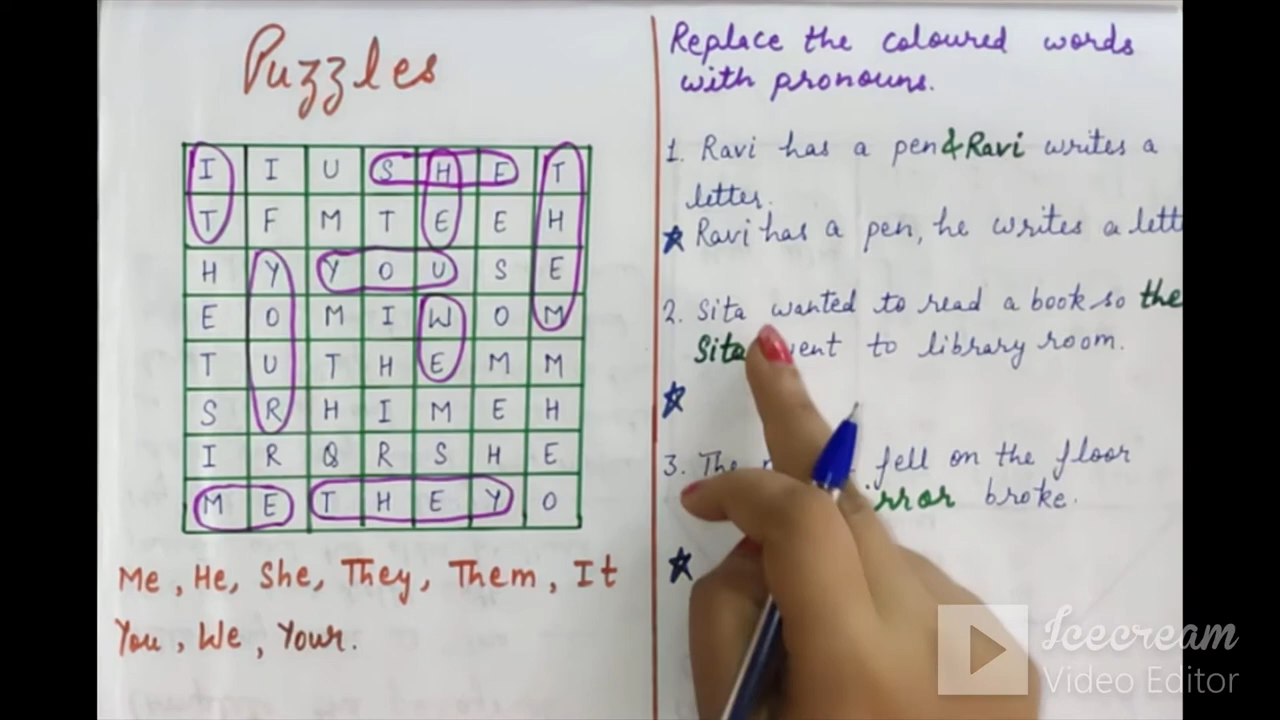 Puzzles
I I U S H E T
T F M T E E H
H Y Y O U S E
E O M I W O M
T U T H E M M
S R H I M E H
I R Q R S H E
M E T H E Y O
Me, He, She, They, Them, It
You, We, Your.
Replace the coloured words
with pronouns.
1. Ravi has a pen & Ravi writes a
letter.
Ravi has a pen, he writes a lett
2. Sita wanted to read a book so the
Sita went to library room.
3. The fell on the floor
rror broke.
Icecream
Video Editor